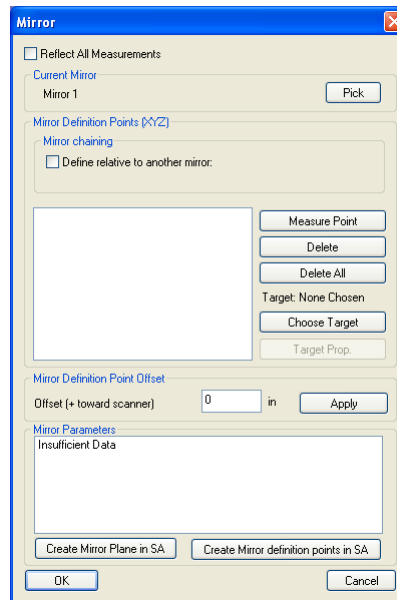 Mirror
Reflect All Measurements
Current Mirror
Mirror 1
Pick
Mirror Definition Points (XYZ)
Mirror chaining
Define relative to another mirror:
Measure Point
Delete
Delete All
Target: None Chosen
Choose Target
Target Prop.
Mirror Definition Point Offset
Offset (+ toward scanner)
0
in
Apply
Mirror Parameters
Insufficient Data
Create Mirror Plane in SA
Create Mirror definition points in SA
OK
Cancel